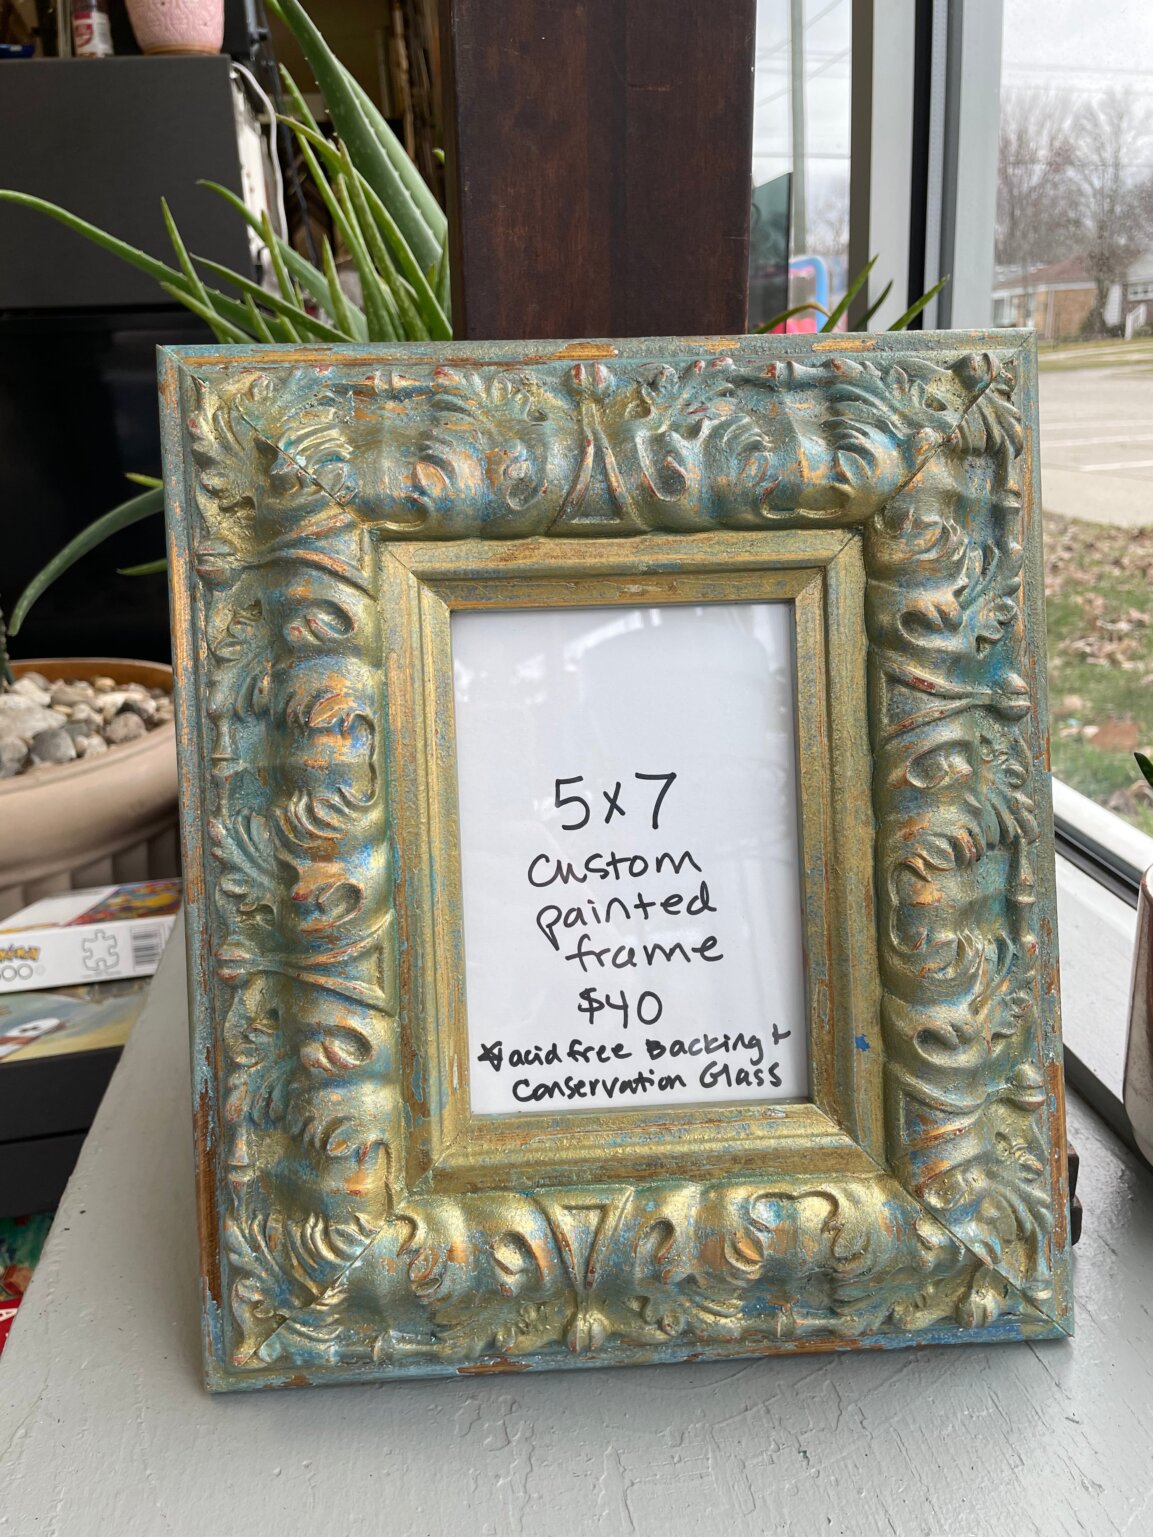 5x7
custom
painted
frame
$40
acid free Backing +
Conservation Glass